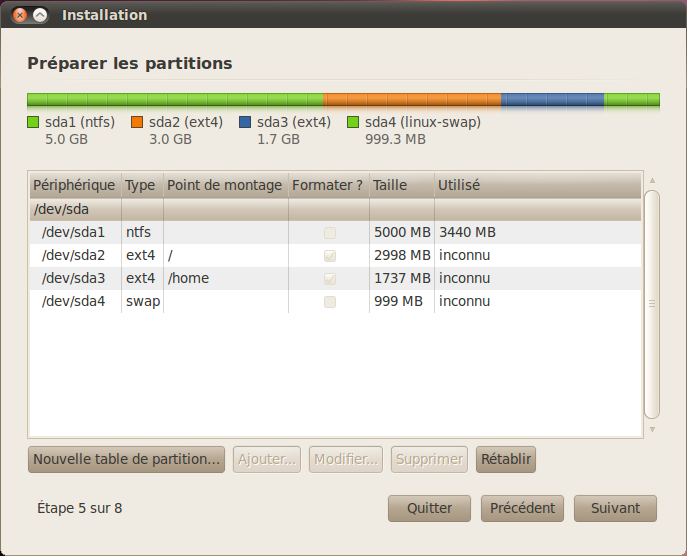 Installation
Préparer les partitions
sda1 (ntfs) sda2 (ext4) sda3 (ext4) sda4 (linux-swap)
5.0 GB 3.0 GB 1.7 GB 999.3 MB
Périphérique Type Point de montage Formater ? Taille Utilisé
/dev/sda
/dev/sda1 ntfs 5000 MB 3440 MB
/dev/sda2 ext4 / 2998 MB inconnu
/dev/sda3 ext4 /home 1737 MB inconnu
/dev/sda4 swap 999 MB inconnu
Nouvelle table de partition... Ajouter... Modifier... Supprimer Rétablir
Étape 5 sur 8 Quitter Précédent Suivant